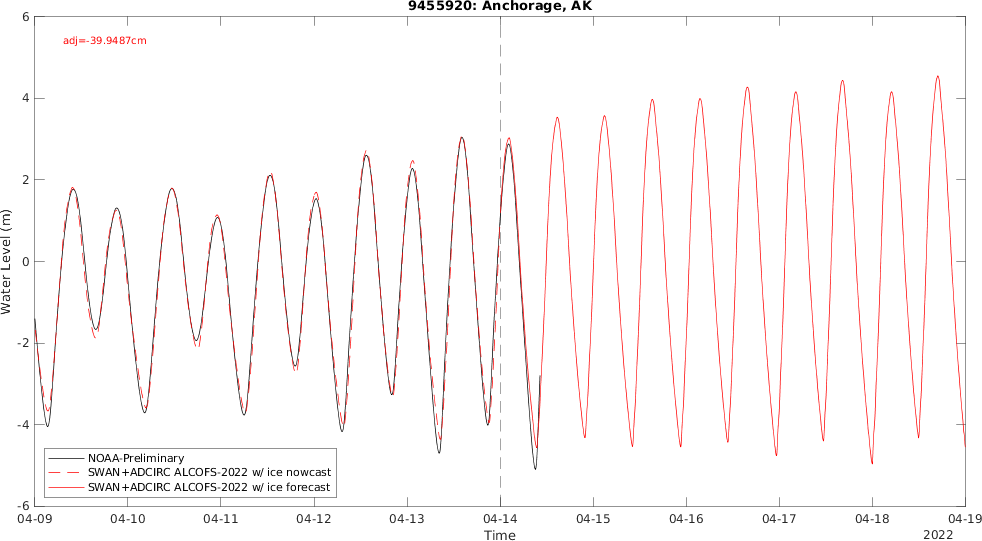 9455920: Anchorage, AK
adj=-39.9487cm
6
4
2
0
-2
-4
-6
Water Level (m)
NOAA-Preliminary
SWAN+ADCIRC ALCOFS-2022 w/ ice nowcast
SWAN+ADCIRC ALCOFS-2022 w/ ice forecast
04-09 04-10 04-11 04-12 04-13 04-14 04-15 04-16 04-17 04-18 04-19
Time
2022